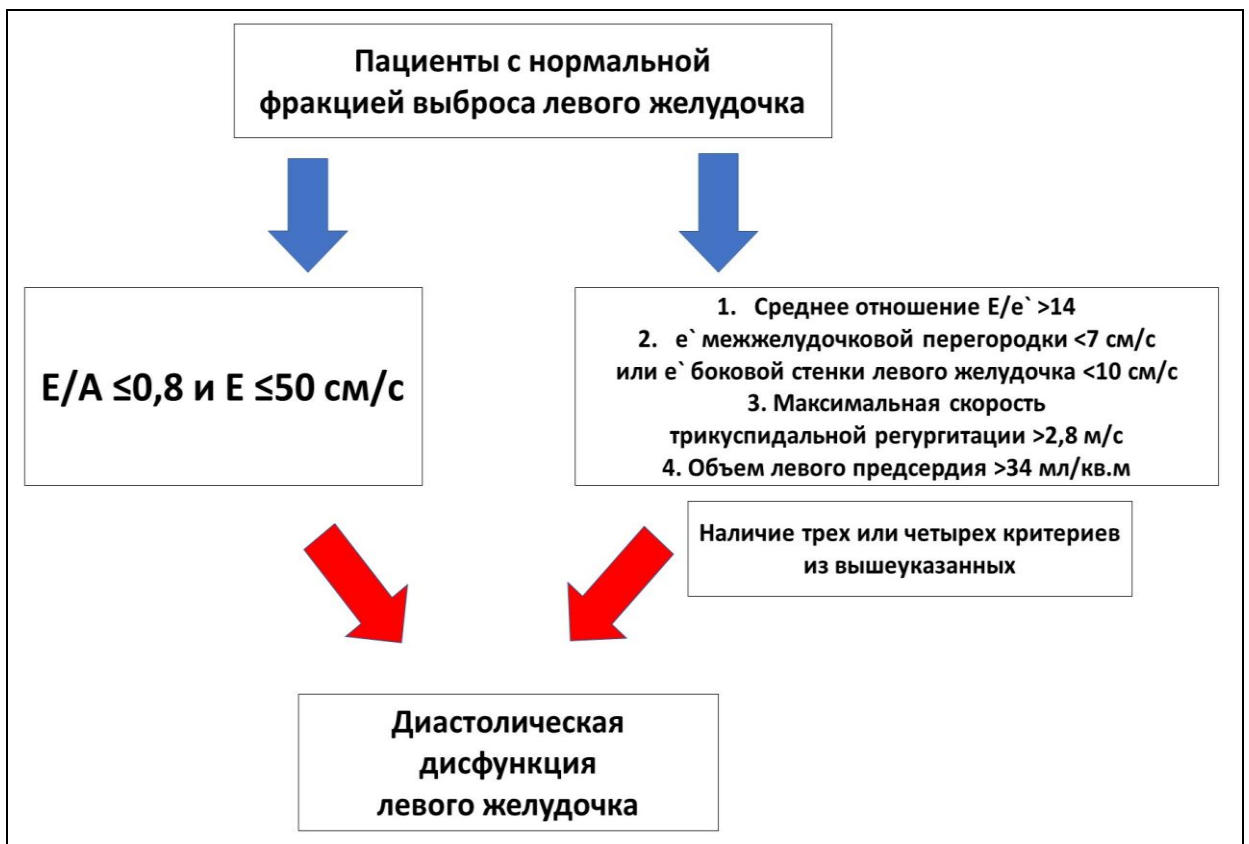 Пациенты с нормальной
фракцией выброса левого желудочка
E/A ≤0,8 и E ≤50 см/с
1. Среднее отношение E/e` >14
2. e` межжелудочковой перегородки <7 см/с
или e` боковой стенки левого желудочка <10 см/с
3. Максимальная скорость
трикуспидальной регургитации >2,8 м/с
4. Объем левого предсердия >34 мл/кв.м
Наличие трех или четырех критериев
из вышеуказанных
Диастолическая
дисфункция
левого желудочка